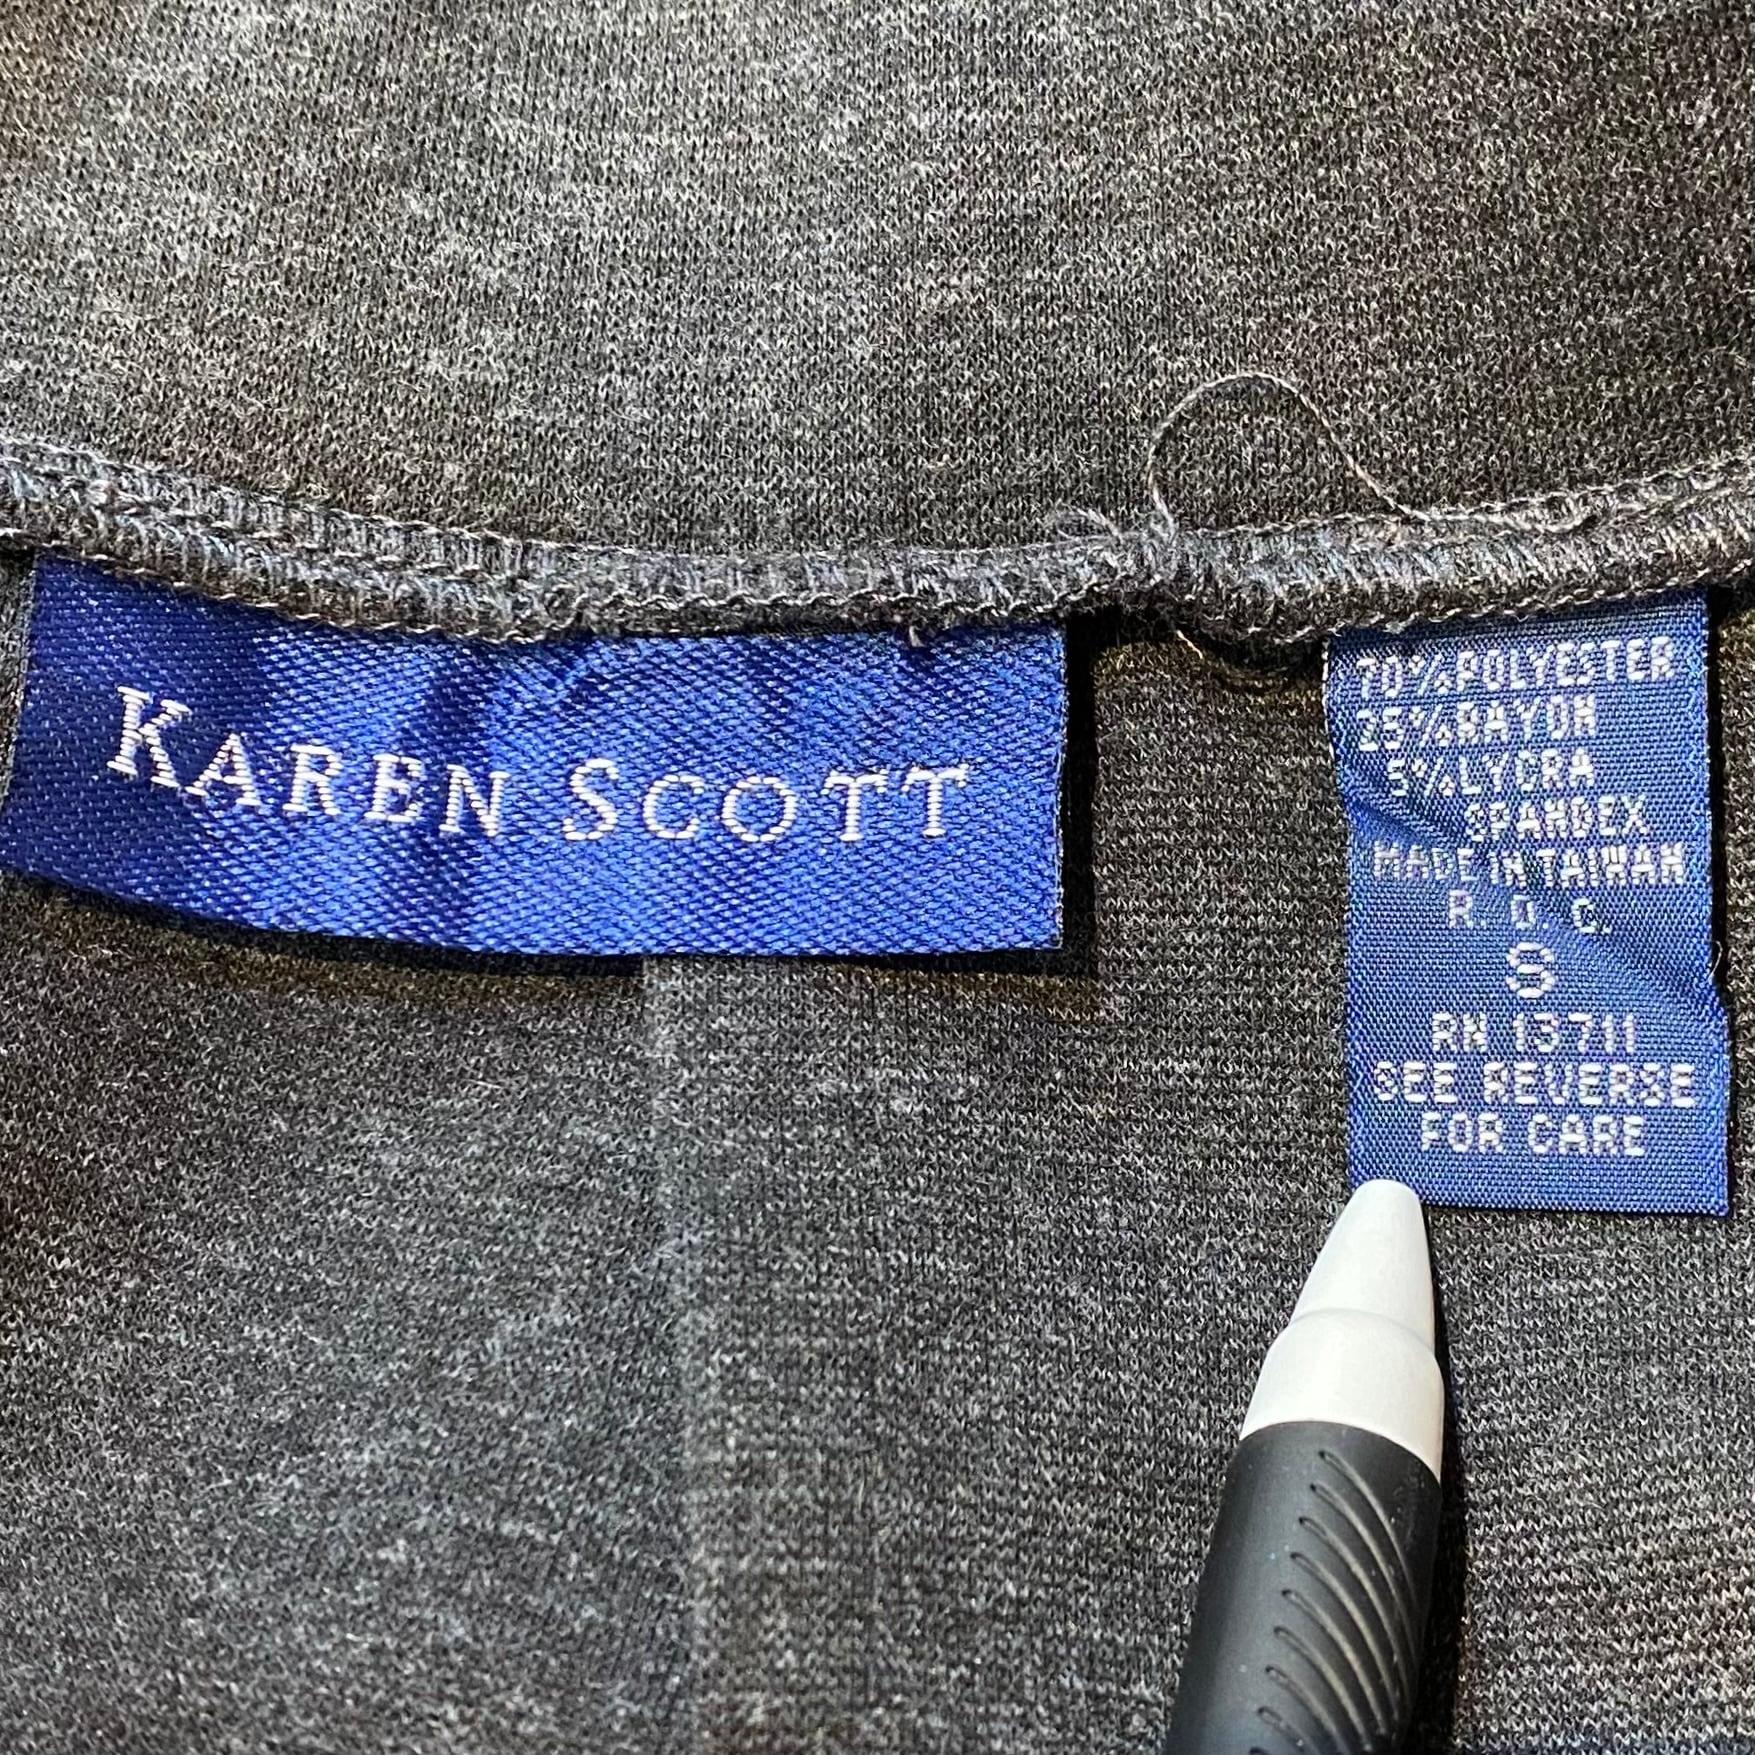 KAREN SCOTT
70% POLYESTER
25% RAYON
5% LYCRA
SPANDEX
MADE IN TAIWAN
R. O. C.
S
RN 13711
SEE REVERSE
FOR CARE